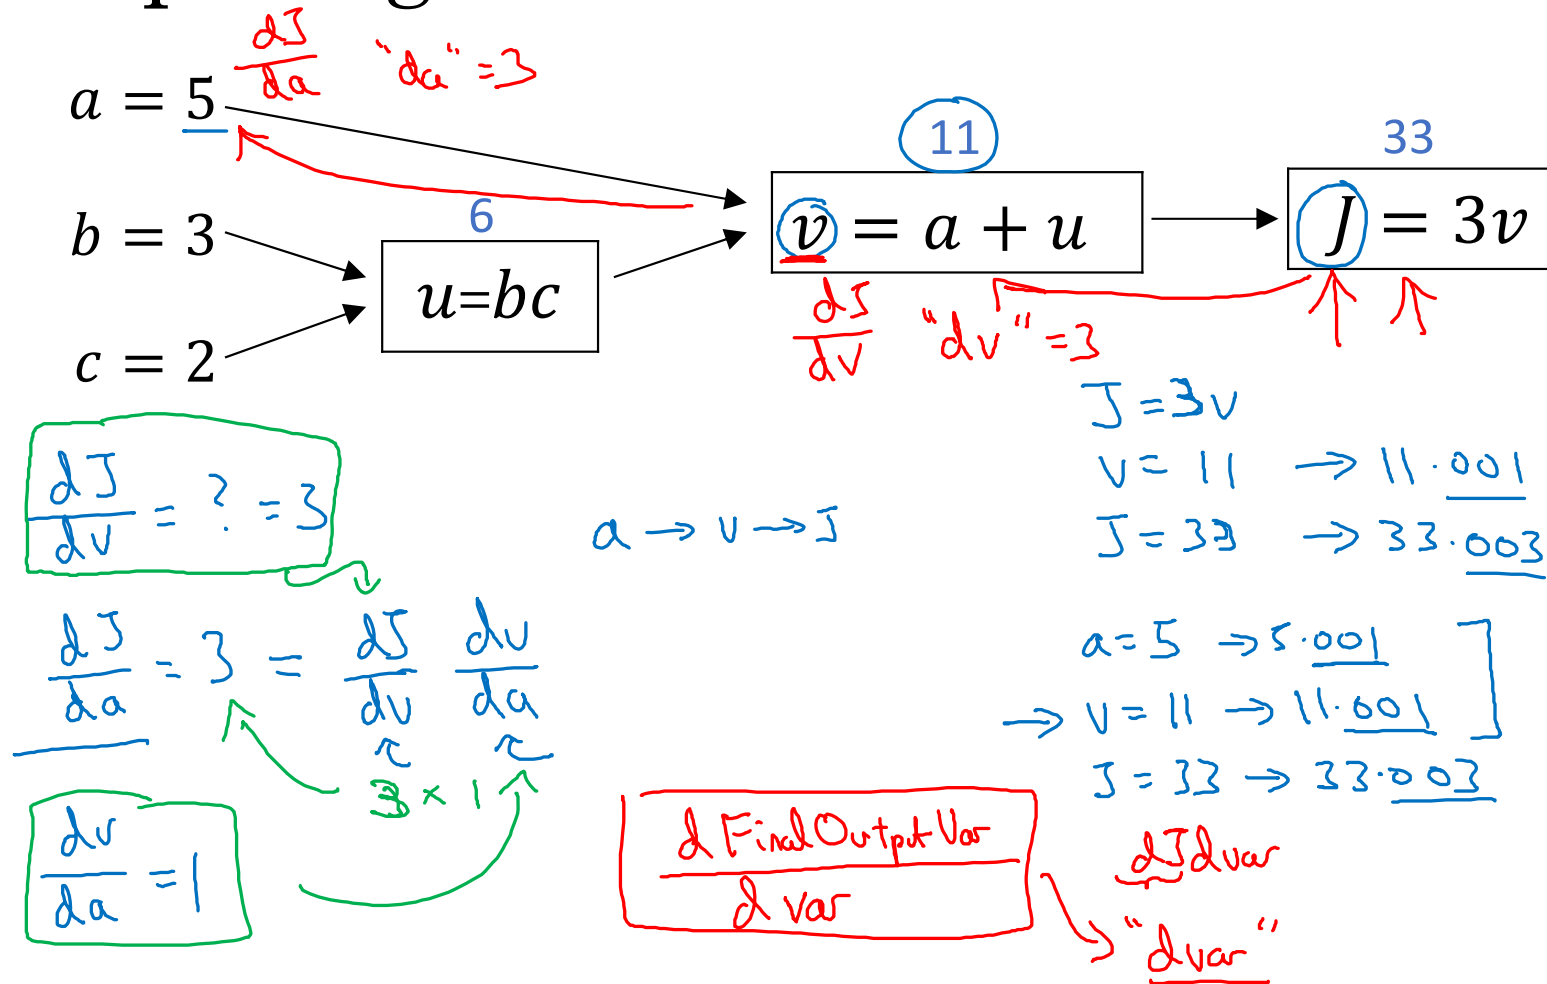 dJ/da "da" = 3
a = 5
11
33
b = 3
6
v = a + u
J = 3v
u=bc
c = 2
dJ/dv "dv" = 3
J = 3v
v = 11 → 11.001
J = 33 → 33.003
dJ/dv = ? = 3
a → v → J
dJ/da = 3 = dJ/dv dv/da
3 × 1
a = 5 → 5.001
→ v = 11 → 11.001
J = 33 → 33.003
dv/da = 1
d FinalOutputVar / d var
dJdvar
"dvar"